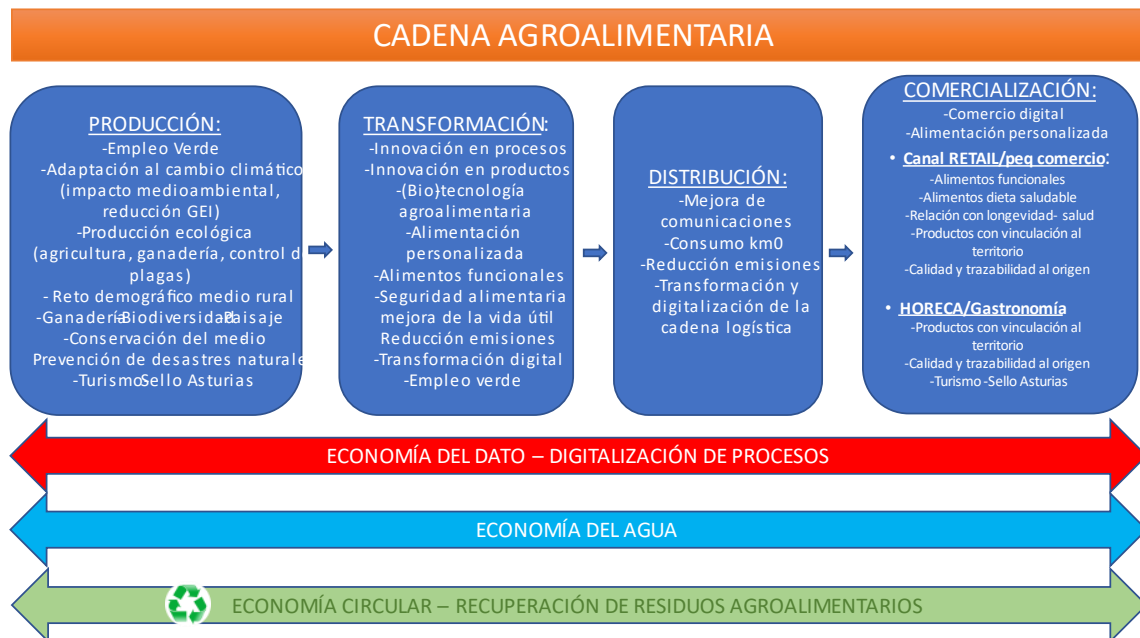 CADENA AGROALIMENTARIA
PRODUCCIÓN:
-Empleo Verde
-Adaptación al cambio climático
(impacto medioambiental,
reducción GEI)
-Producción ecológica
(agricultura, ganadería, control de
plagas)
- Reto demográfico medio rural
-Ganadería-Biodiversidad-Paisaje
-Conservación del medio
Prevención de desastres naturale
-Turismo-Sello Asturias
TRANSFORMACIÓN:
-Innovación en procesos
-Innovación en productos
-(Bio)-tecnología
agroalimentaria
-Alimentación
personalizada
-Alimentos funcionales
-Seguridad alimentaria
mejora de la vida útil
Reducción emisiones
-Transformación digital
-Empleo verde
DISTRIBUCIÓN:
-Mejora de
comunicaciones
-Consumo km0
-Reducción emisiones
-Transformación y
digitalización de la
cadena logística
COMERCIALIZACIÓN:
-Comercio digital
-Alimentación personalizada
• Canal RETAIL/peq comercio:
-Alimentos funcionales
-Alimentos dieta saludable
-Relación con longevidad- salud
-Productos con vinculación al
territorio
-Calidad y trazabilidad al origen
• HORECA/Gastronomía
-Productos con vinculación al
territorio
-Calidad y trazabilidad al origen
-Turismo -Sello Asturias
ECONOMÍA DEL DATO – DIGITALIZACIÓN DE PROCESOS
ECONOMÍA DEL AGUA
ECONOMÍA CIRCULAR – RECUPERACIÓN DE RESIDUOS AGROALIMENTARIOS